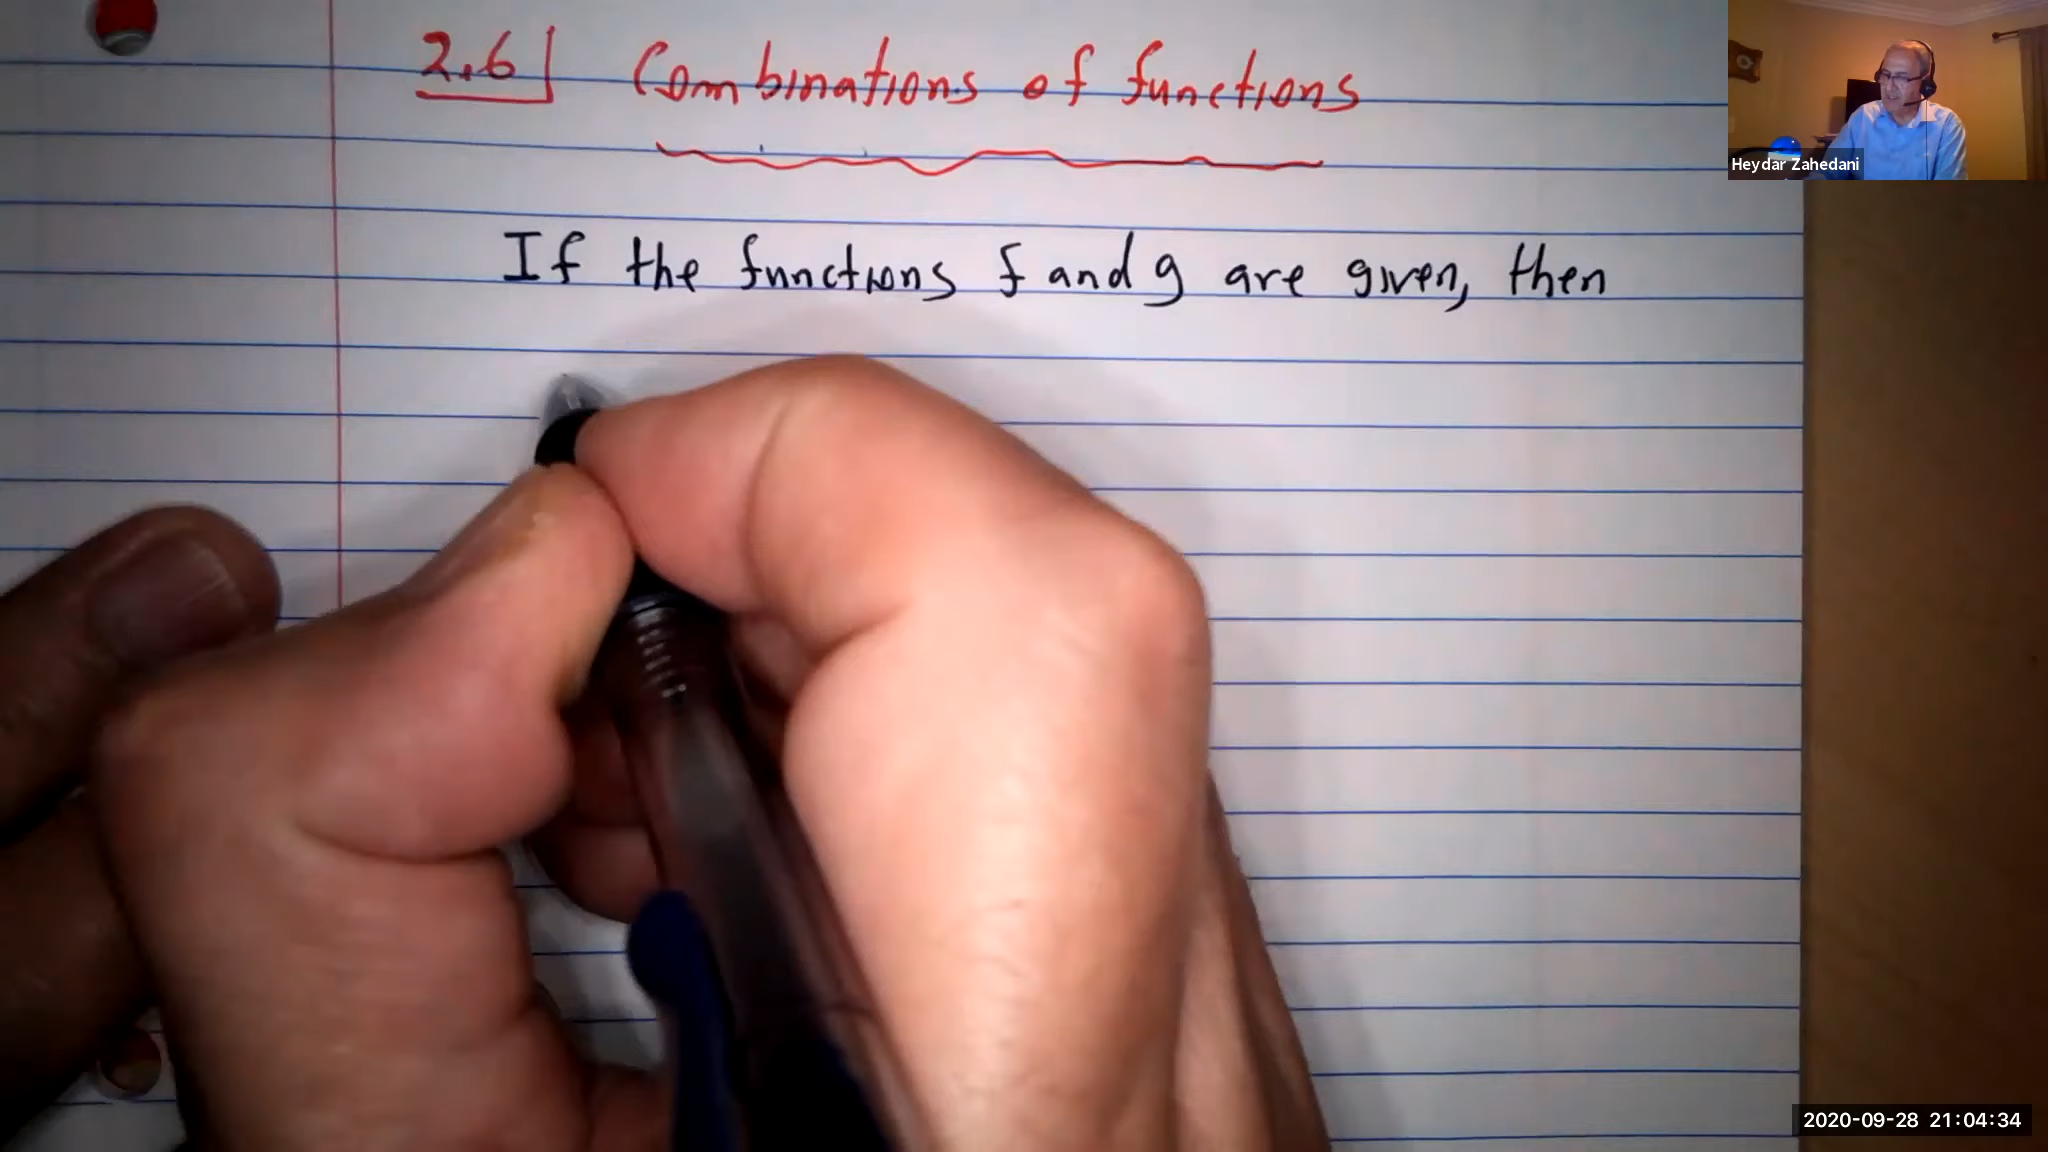 2.6 Combinations of functions
Heydar Zahedani
If the functions f and g are given, then
2020-09-28 21:04:34